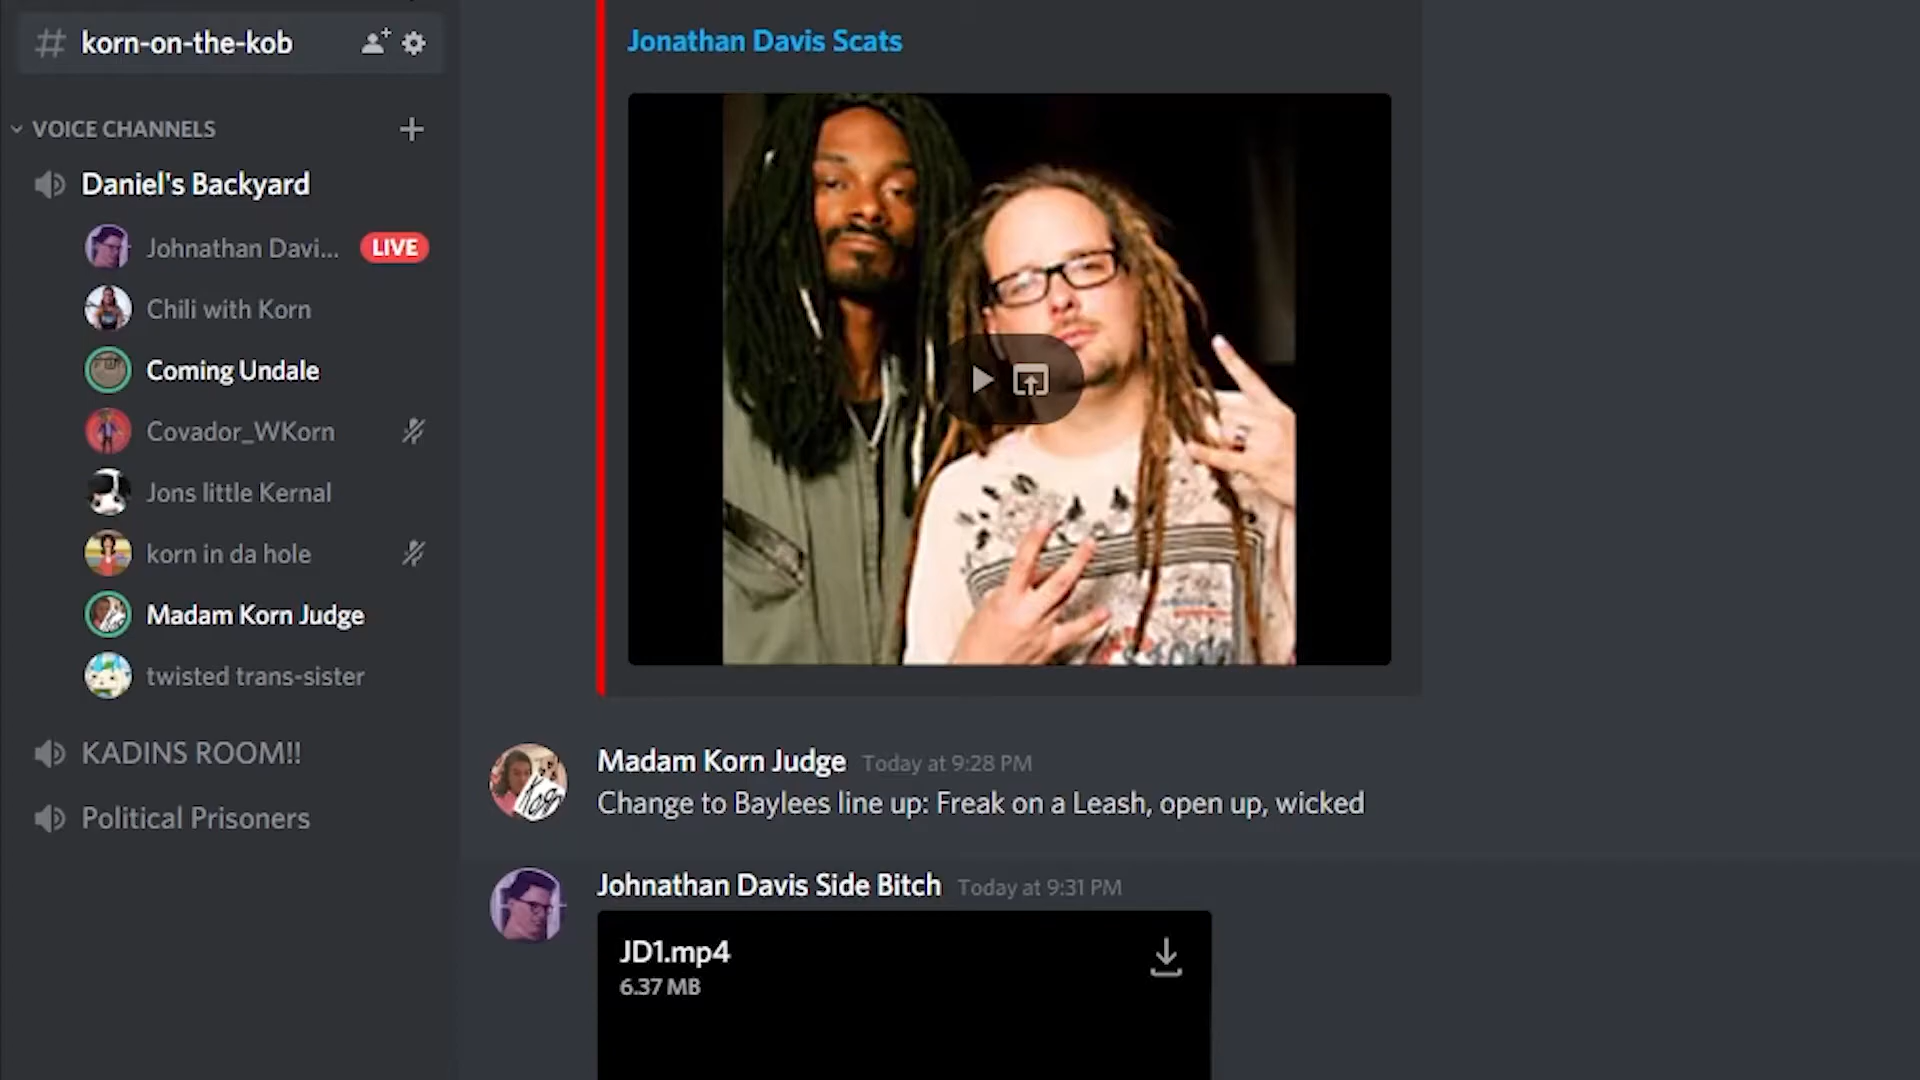 # korn-on-the-kob
VOICE CHANNELS
Daniel's Backyard
Johnathan Davi... LIVE
Chili with Korn
Coming Undale
Covador_WKorn
Jons little Kernal
korn in da hole
Madam Korn Judge
twisted trans-sister
KADINS ROOM!!
Political Prisoners
Jonathan Davis Scats
Madam Korn Judge Today at 9:28 PM
Change to Baylees line up: Freak on a Leash, open up, wicked
Johnathan Davis Side Bitch Today at 9:31 PM
JD1.mp4
6.37 MB